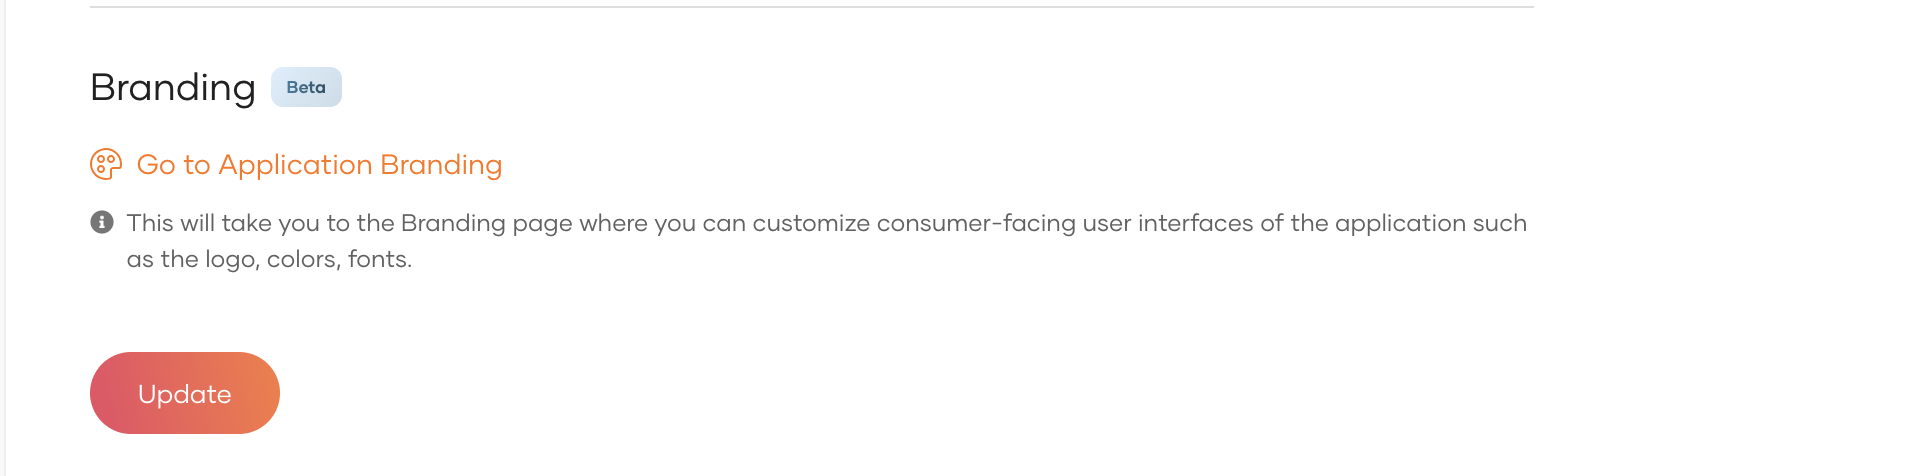 Branding Beta
Go to Application Branding
This will take you to the Branding page where you can customize consumer-facing user interfaces of the application such
as the logo, colors, fonts.
Update